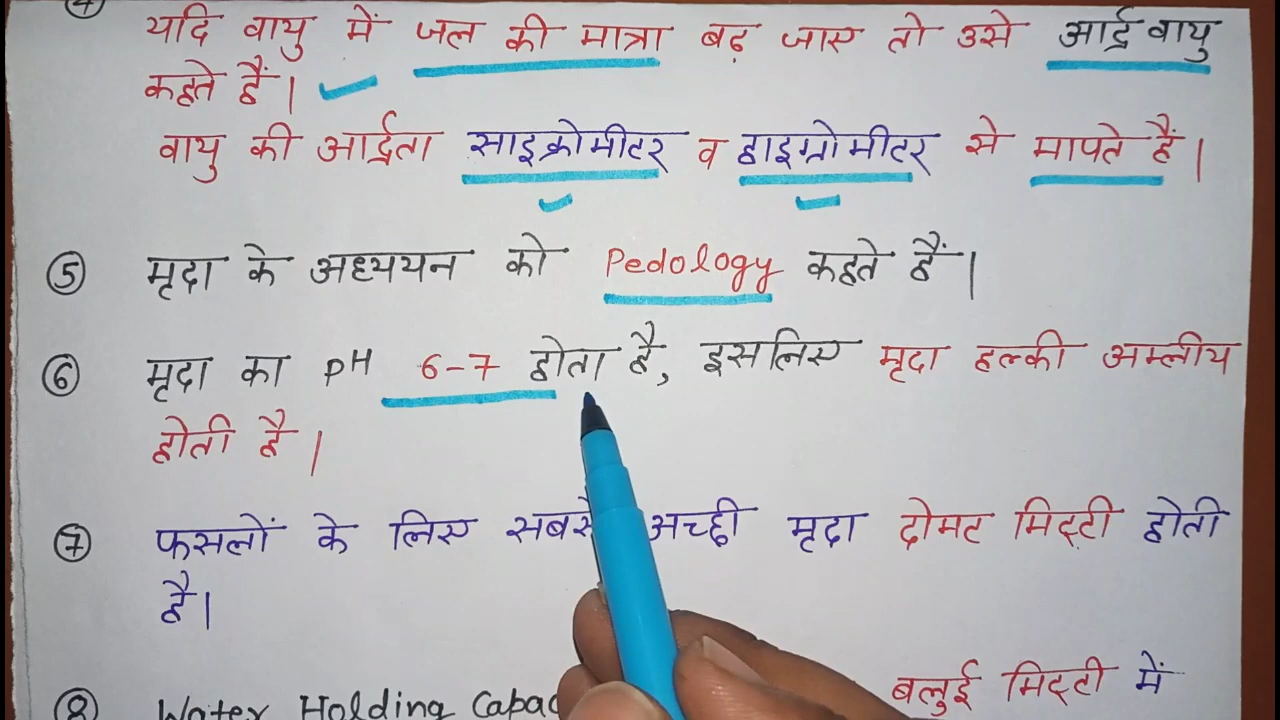 ④ यदि वायु में जल की मात्रा बढ़ जाए तो उसे आर्द्र वायु
कहते हैं।
वायु की आर्द्रता साइक्रोमीटर व हाइग्रोमीटर से मापते हैं।
⑤ मृदा के अध्ययन को Pedology कहते हैं।
⑥ मृदा का pH 6-7 होता है, इसलिए मृदा हल्की अम्लीय
होती है।
⑦ फसलों के लिए सबसे अच्छी मृदा दोमट मिट्टी होती
है।
⑧ Water Holding बलुई मिट्टी में